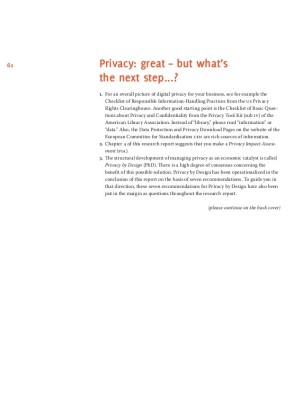 62
Privacy: great – but what's
the next step...?
1. For an overall picture of digital privacy for your business, see for example the
Checklist of Responsible Information-Handling Practices from the US Privacy
Rights Clearinghouse. Another good starting point is the Checklist of Basic Ques-
tions about Privacy and Confidentiality from the Privacy Tool Kit (sub IV) of the
American Library Association. Instead of "library," please read "information" or
"data." Also, the Data Protection and Privacy Download Pages on the website of the
European Committee for Standardization CEN are rich sources of information.
2. Chapter 4 of this research report suggests that you make a Privacy Impact Assess-
ment (PIA).
3. The structural development of managing privacy as an economic catalyst is called
Privacy by Design (PbD). There is a high degree of consensus concerning the
benefit of this possible solution. Privacy by Design has been operationalized in the
conclusion of this report on the basis of seven recommendations. To guide you in
that direction, these seven recommendations for Privacy by Design have also been
put in the margin as questions throughout the research report.
(please continue on the back cover)